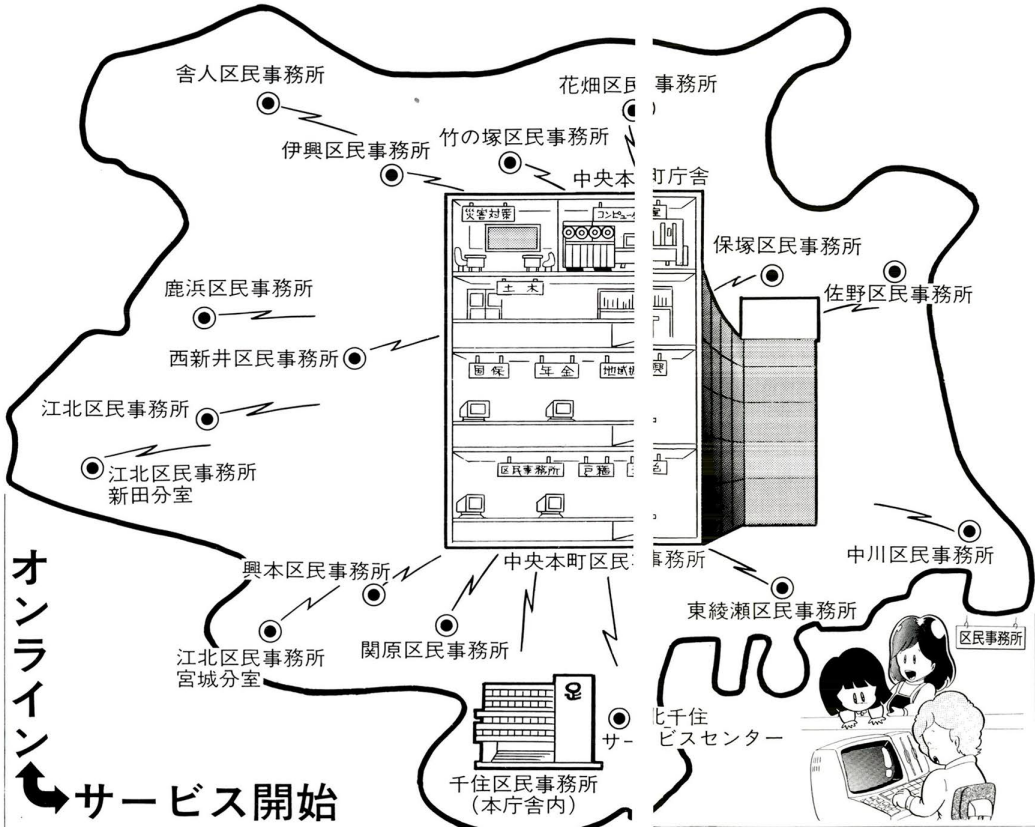 舎人区民事務所
花畑区民事務所
竹の塚区民事務所
伊興区民事務所
中央本町庁舎
災害対策
コンピュータ室
保塚区民事務所
佐野区民事務所
鹿浜区民事務所
土木
西新井区民事務所
国保
年金
地域振興
江北区民事務所
江北区民事務所
新田分室
区民事務所
戸籍
中央本町区民事務所
中川区民事務所
興本区民事務所
東綾瀬区民事務所
関原区民事務所
江北区民事務所
宮城分室
区民事務所
北千住
サービスセンター
千住区民事務所
(本庁舎内)
オンライン
サービス開始